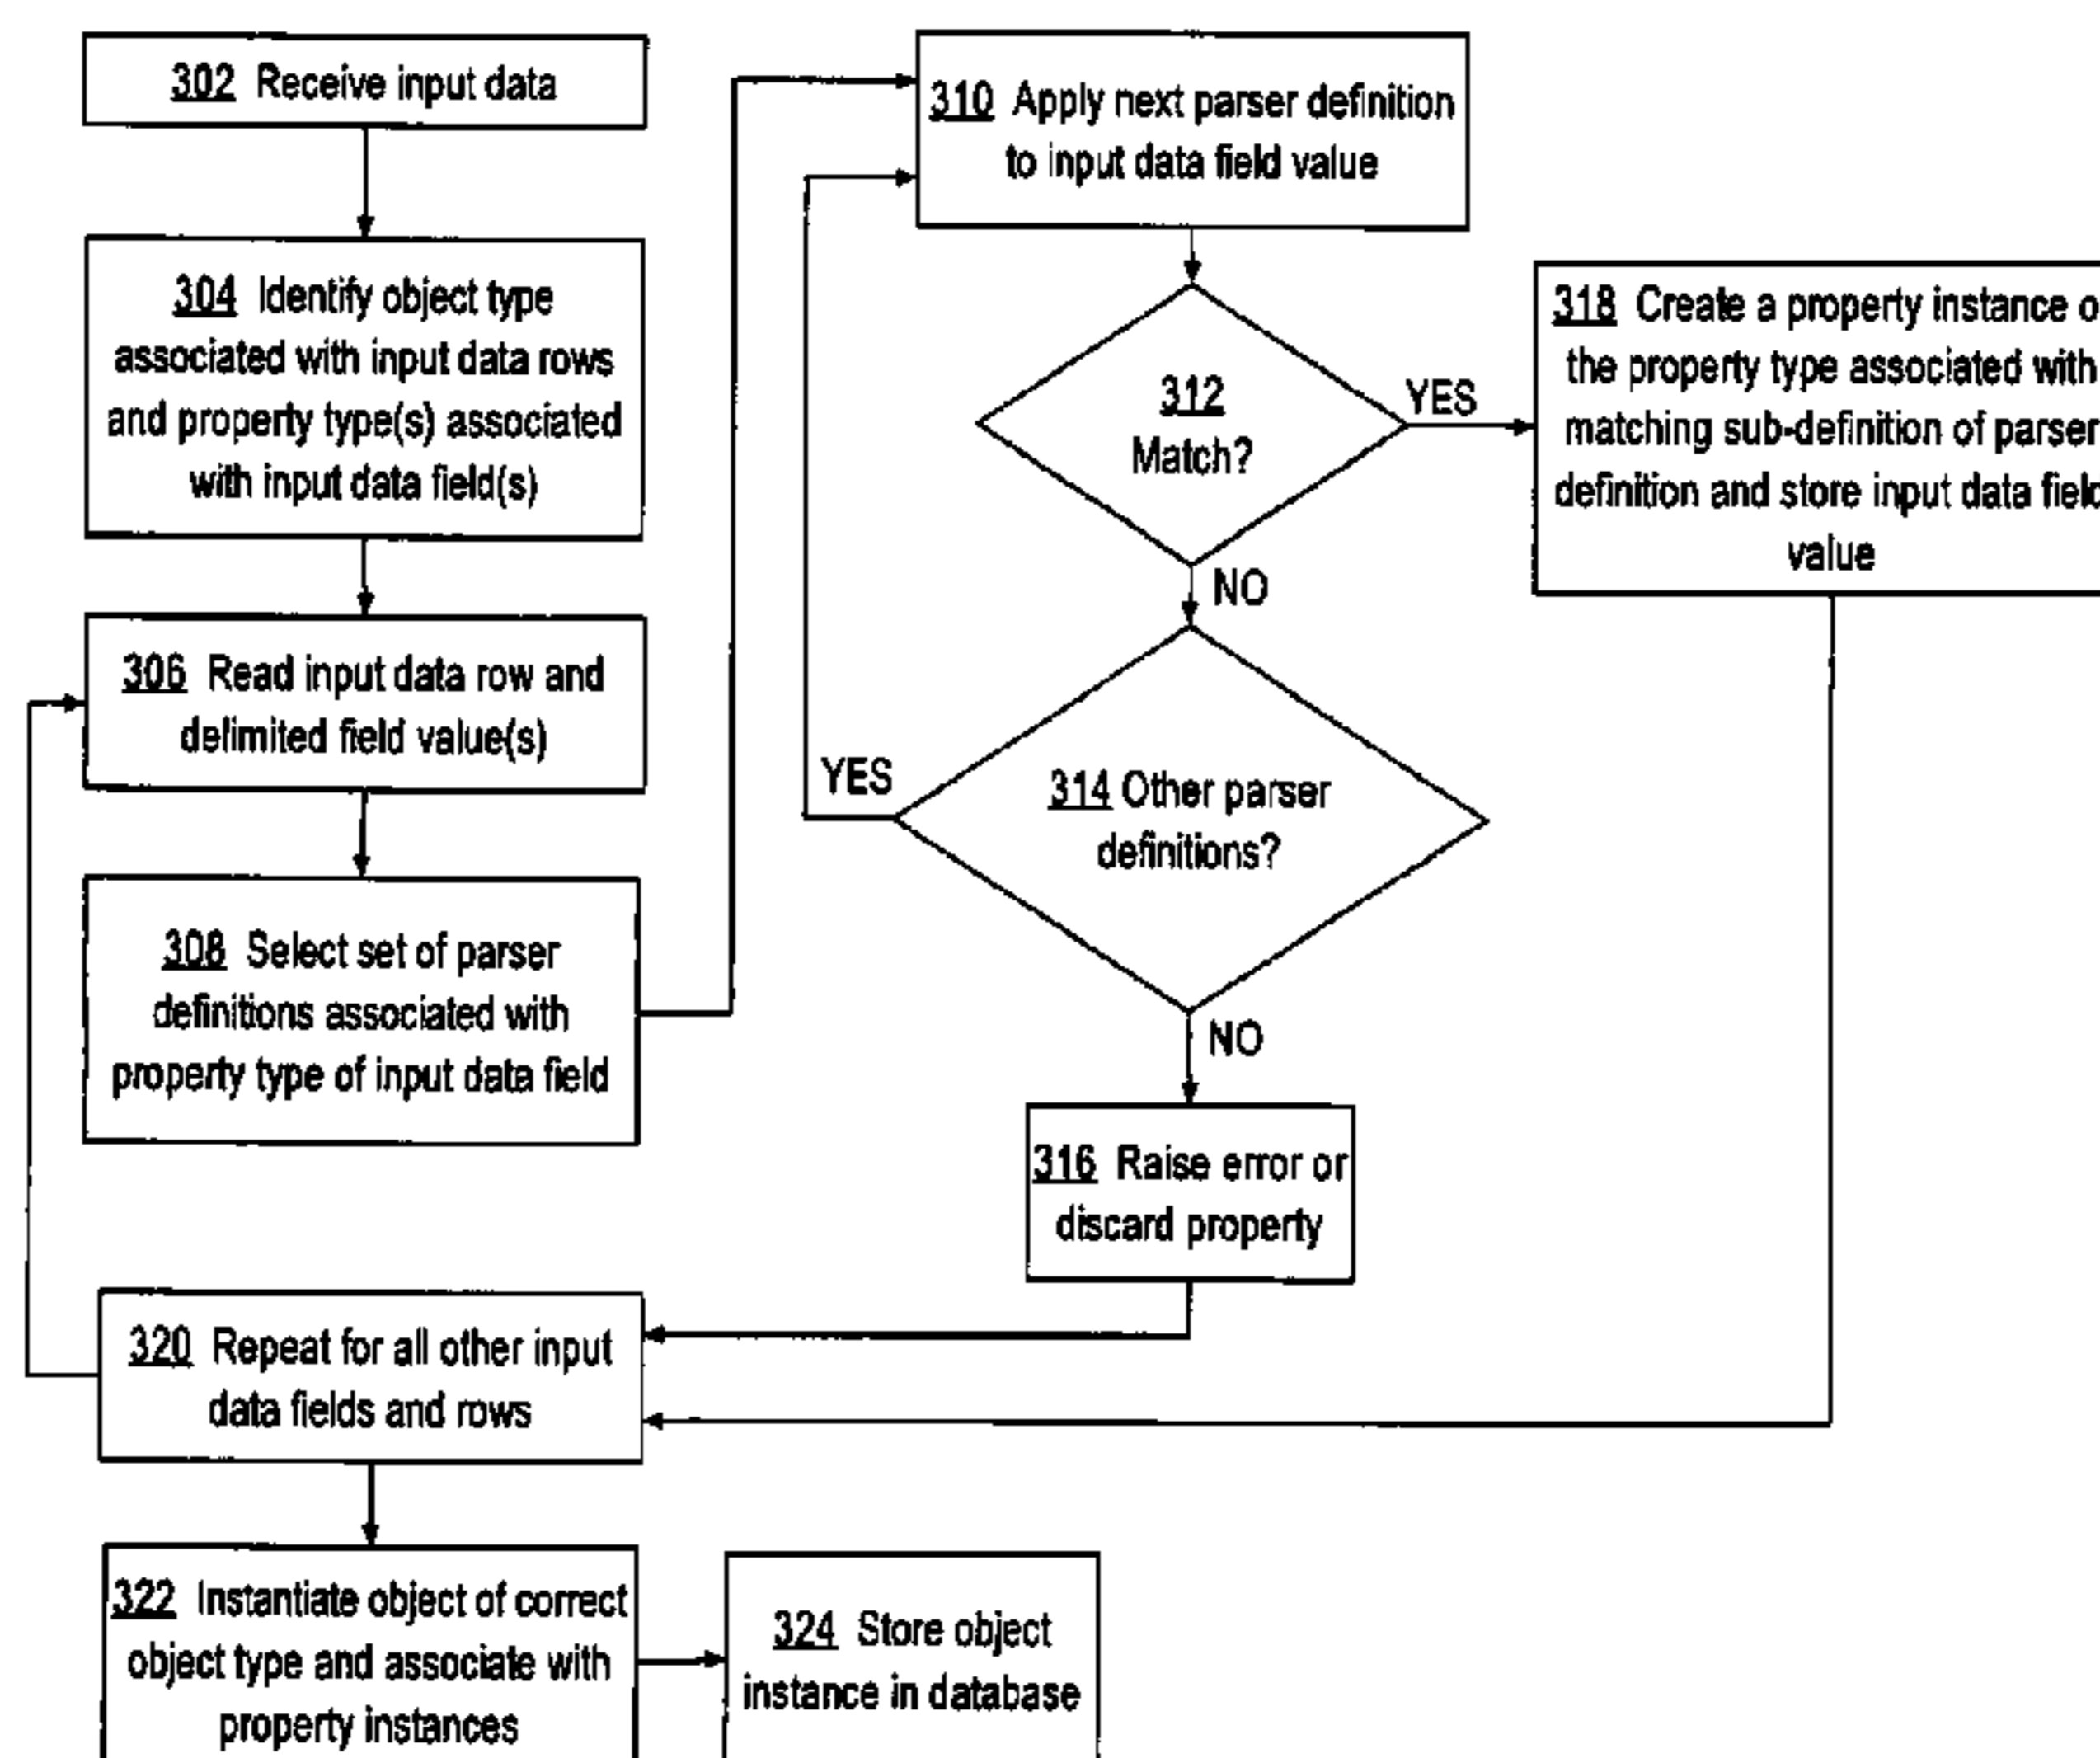 302 Receive input data
304 Identify object type
associated with input data rows
and property type(s) associated
with input data field(s)
306 Read input data row and
delimited field value(s)
308 Select set of parser
definitions associated with
property type of input data field
310 Apply next parser definition
to input data field value
312
Match?
YES
NO
318 Create a property instance o
the property type associated with
matching sub-definition of parser
definition and store input data field
value
314 Other parser
definitions?
YES
NO
316 Raise error or
discard property
320 Repeat for all other input
data fields and rows
322 Instantiate object of correct
object type and associate with
property instances
324 Store object
instance in database